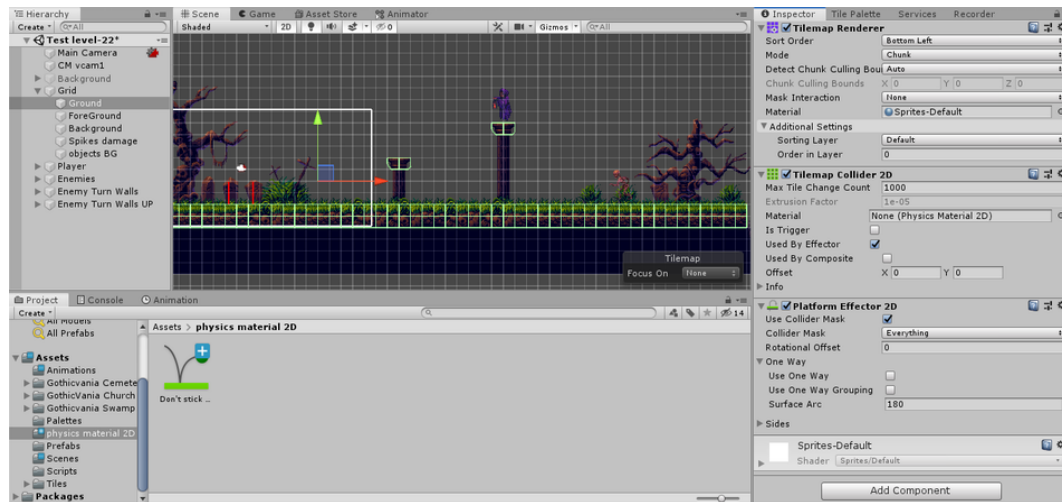 Hierarchy
Create
All
Test level-22*
Main Camera
CM vcam1
Background
Grid
Ground
ForeGround
Background
Spikes damage
objects BG
Player
Enemies
Enemy Turn Walls
Enemy Turn Walls UP
Scene
Game
Asset Store
Animator
Shaded
2D
0
Gizmos
All
Tilemap
Focus On
None
Project
Console
Animation
Create
14
All Models
All Prefabs
Assets
Animations
Gothicvania Cemete
GothicVania Church
Gothicvania Swamp
Palettes
physics material 2D
Prefabs
Scenes
Scripts
Tiles
Packages
Assets > physics material 2D
Don't stick ...
Inspector
Tile Palette
Services
Recorder
Tilemap Renderer
Sort Order
Bottom Left
Mode
Chunk
Detect Chunk Culling Bou
Auto
Chunk Culling Bounds
X 0
Y 0
Z 0
Mask Interaction
None
Material
Sprites-Default
Additional Settings
Sorting Layer
Default
Order in Layer
0
Tilemap Collider 2D
Max Tile Change Count
1000
Extrusion Factor
1e-05
Material
None (Physics Material 2D)
Is Trigger
Used By Effector
Used By Composite
Offset
X 0
Y 0
Info
Platform Effector 2D
Use Collider Mask
Collider Mask
Everything
Rotational Offset
0
One Way
Use One Way
Use One Way Grouping
Surface Arc
180
Sides
Sprites-Default
Shader
Sprites/Default
Add Component